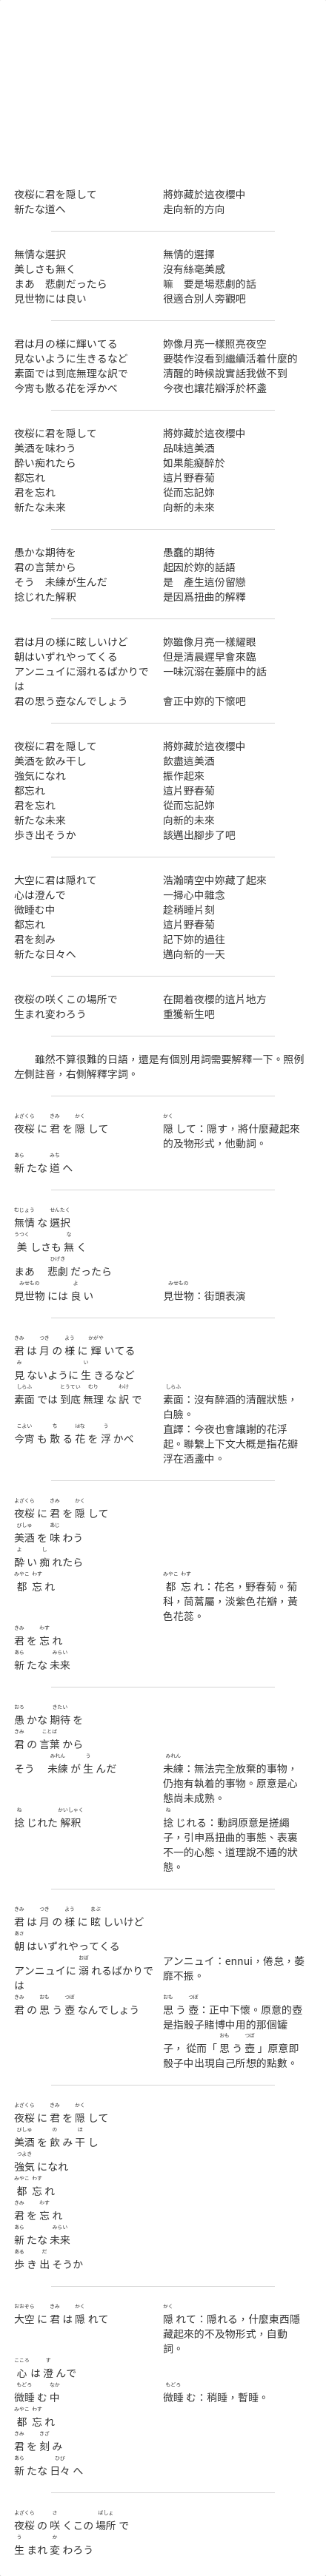 夜桜に君を隠して
將妳藏於這夜櫻中
新たな道へ
走向新的方向
無情な選択
無情的選擇
美しさも無く
沒有絲毫美感
まあ　悲劇だったら
嘛　要是場悲劇的話
見世物には良い
很適合別人旁觀吧
君は月の様に輝いてる
妳像月亮一樣照亮夜空
見ないように生きるなど
要裝作沒看到繼續活着什麼的
素面では到底無理な訳で
清醒的時候說實話我做不到
今宵も散る花を浮かべ
今夜也讓花瓣浮於杯盞
夜桜に君を隠して
將妳藏於這夜櫻中
美酒を味わう
品味這美酒
酔い痴れたら
如果能癡醉於
都忘れ
這片野春菊
君を忘れ
從而忘記妳
新たな未来
向新的未來
愚かな期待を
愚蠢的期待
君の言葉から
起因於妳的話語
そう　未練が生んだ
是　產生這份留戀
捻じれた解釈
是因爲扭曲的解釋
君は月の様に眩しいけど
妳雖像月亮一樣耀眼
朝はいずれやってくる
但是清晨遲早會來臨
アンニュイに溺れるばかりで
は
一味沉溺在萎靡中的話
君の思う壺なんでしょう
會正中妳的下懷吧
夜桜に君を隠して
將妳藏於這夜櫻中
美酒を飲み干し
飲盡這美酒
強気になれ
振作起來
都忘れ
這片野春菊
君を忘れ
從而忘記妳
新たな未来
向新的未來
歩き出そうか
該邁出腳步了吧
大空に君は隠れて
浩瀚晴空中妳藏了起來
心は澄んで
一掃心中雜念
微睡む中
趁稍睡片刻
都忘れ
這片野春菊
君を刻み
記下妳的過往
新たな日々へ
邁向新的一天
夜桜の咲くこの場所で
在開着夜櫻的這片地方
生まれ変わろう
重獲新生吧
雖然不算很難的日語，還是有個別用詞需要解釋一下。照例
左側註音，右側解釋字詞。
よざくら きみ かく
夜桜に君を隠して
かく
隠して：隠す，將什麼藏起來
的及物形式，他動詞。
あら みち
新たな道へ
むじょう せんたく
無情な選択
うつく な
美しさも無く
ひげき
まあ　悲劇だったら
みせもの よ
見世物には良い
みせもの
見世物：街頭表演
きみ つき よう かがや
君は月の様に輝いてる
み い
見ないように生きるなど
しらふ とうてい むり わけ
素面では到底無理な訳で
しらふ
素面：沒有醉酒的清醒狀態，
白臉。
こよい ち はな う
今宵も散る花を浮かべ
直譯：今夜也會讓謝的花浮
起。聯繫上下文大概是指花瓣
浮在酒盞中。
よざくら きみ かく
夜桜に君を隠して
びしゅ あじ
美酒を味わう
よ し
酔い痴れたら
みやこ わす
都忘れ
みやこ わす
都忘れ：花名，野春菊。菊
科，茼蒿屬，淡紫色花瓣，黃
色花蕊。
きみ わす
君を忘れ
あら みらい
新たな未来
おろ きたい
愚かな期待を
きみ ことば
君の言葉から
みれん う
そう　未練が生んだ
みれん
未練：無法完全放棄的事物，
仍抱有執着的事物。原意是心
態尚未成熟。
ね かいしゃく
捻じれた解釈
ね
捻じれる：動詞原意是搓繩
子，引申爲扭曲的事態、表裏
不一的心態、道理說不通的狀
態。
きみ つき よう まぶ
君は月の様に眩しいけど
あさ
朝はいずれやってくる
おぼ
アンニュイに溺れるばかりで
は
アンニュイ：ennui，倦怠，萎
靡不振。
きみ おも つぼ
君の思う壺なんでしょう
おも つぼ
思う壺：正中下懷。原意的壺
是指骰子賭博中用的那個罐
おも つぼ
子， 從而「思う壺」原意即
骰子中出現自己所想的點數。
よざくら きみ かく
夜桜に君を隠して
びしゅ の ほ
美酒を飲み干し
つよき
強気になれ
みやこ わす
都忘れ
きみ わす
君を忘れ
あら みらい
新たな未来
ある だ
歩き出そうか
おおぞら きみ かく
大空に君は隠れて
かく
隠れて：隠れる，什麼東西隱
藏起來的不及物形式，自動
詞。
こころ す
心は澄んで
もどろ なか
微睡む中
もどろ
微睡む：稍睡，暫睡。
みやこ わす
都忘れ
きみ きざ
君を刻み
あら ひび
新たな日々へ
よざくら さ ばしょ
夜桜の咲くこの場所で
う か
生まれ変わろう